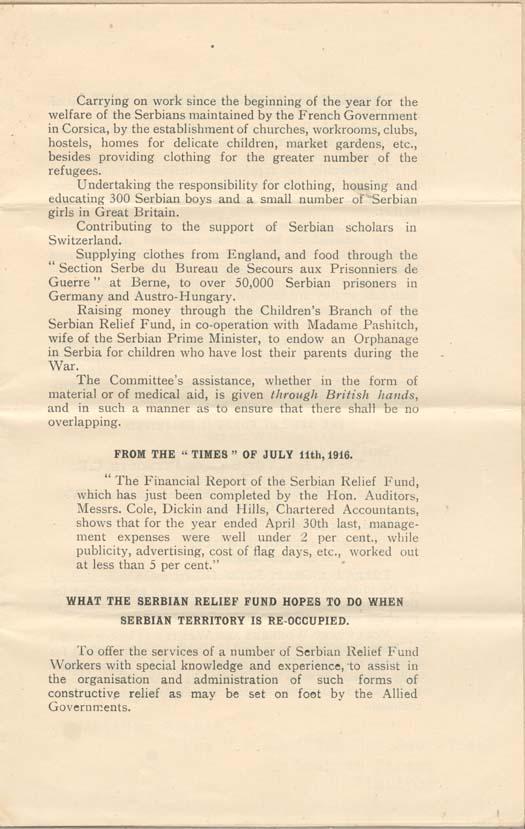 Carrying on work since the beginning of the year for the
welfare of the Serbians maintained by the French Government
in Corsica, by the establishment of churches, workrooms, clubs,
hostels, homes for delicate children, market gardens, etc.,
besides providing clothing for the greater number of the
refugees.
Undertaking the responsibility for clothing, housing and
educating 300 Serbian boys and a small number of Serbian
girls in Great Britain.
Contributing to the support of Serbian scholars in
Switzerland.
Supplying clothes from England, and food through the
" Section Serbe du Bureau de Secours aux Prisonniers de
Guerre " at Berne, to over 50,000 Serbian prisoners in
Germany and Austro-Hungary.
Raising money through the Children's Branch of the
Serbian Relief Fund, in co-operation with Madame Pashitch,
wife of the Serbian Prime Minister, to endow an Orphanage
in Serbia for children who have lost their parents during the
War.
The Committee's assistance, whether in the form of
material or of medical aid, is given through British hands,
and in such a manner as to ensure that there shall be no
overlapping.
FROM THE " TIMES " OF JULY 11th, 1916.
" The Financial Report of the Serbian Relief Fund,
which has just been completed by the Hon. Auditors,
Messrs. Cole, Dickin and Hills, Chartered Accountants,
shows that for the year ended April 30th last, manage-
ment expenses were well under 2 per cent., while
publicity, advertising, cost of flag days, etc., worked out
at less than 5 per cent."
WHAT THE SERBIAN RELIEF FUND HOPES TO DO WHEN
SERBIAN TERRITORY IS RE-OCCUPIED.
To offer the services of a number of Serbian Relief Fund
Workers with special knowledge and experience, to assist in
the organisation and administration of such forms of
constructive relief as may be set on foot by the Allied
Governments.